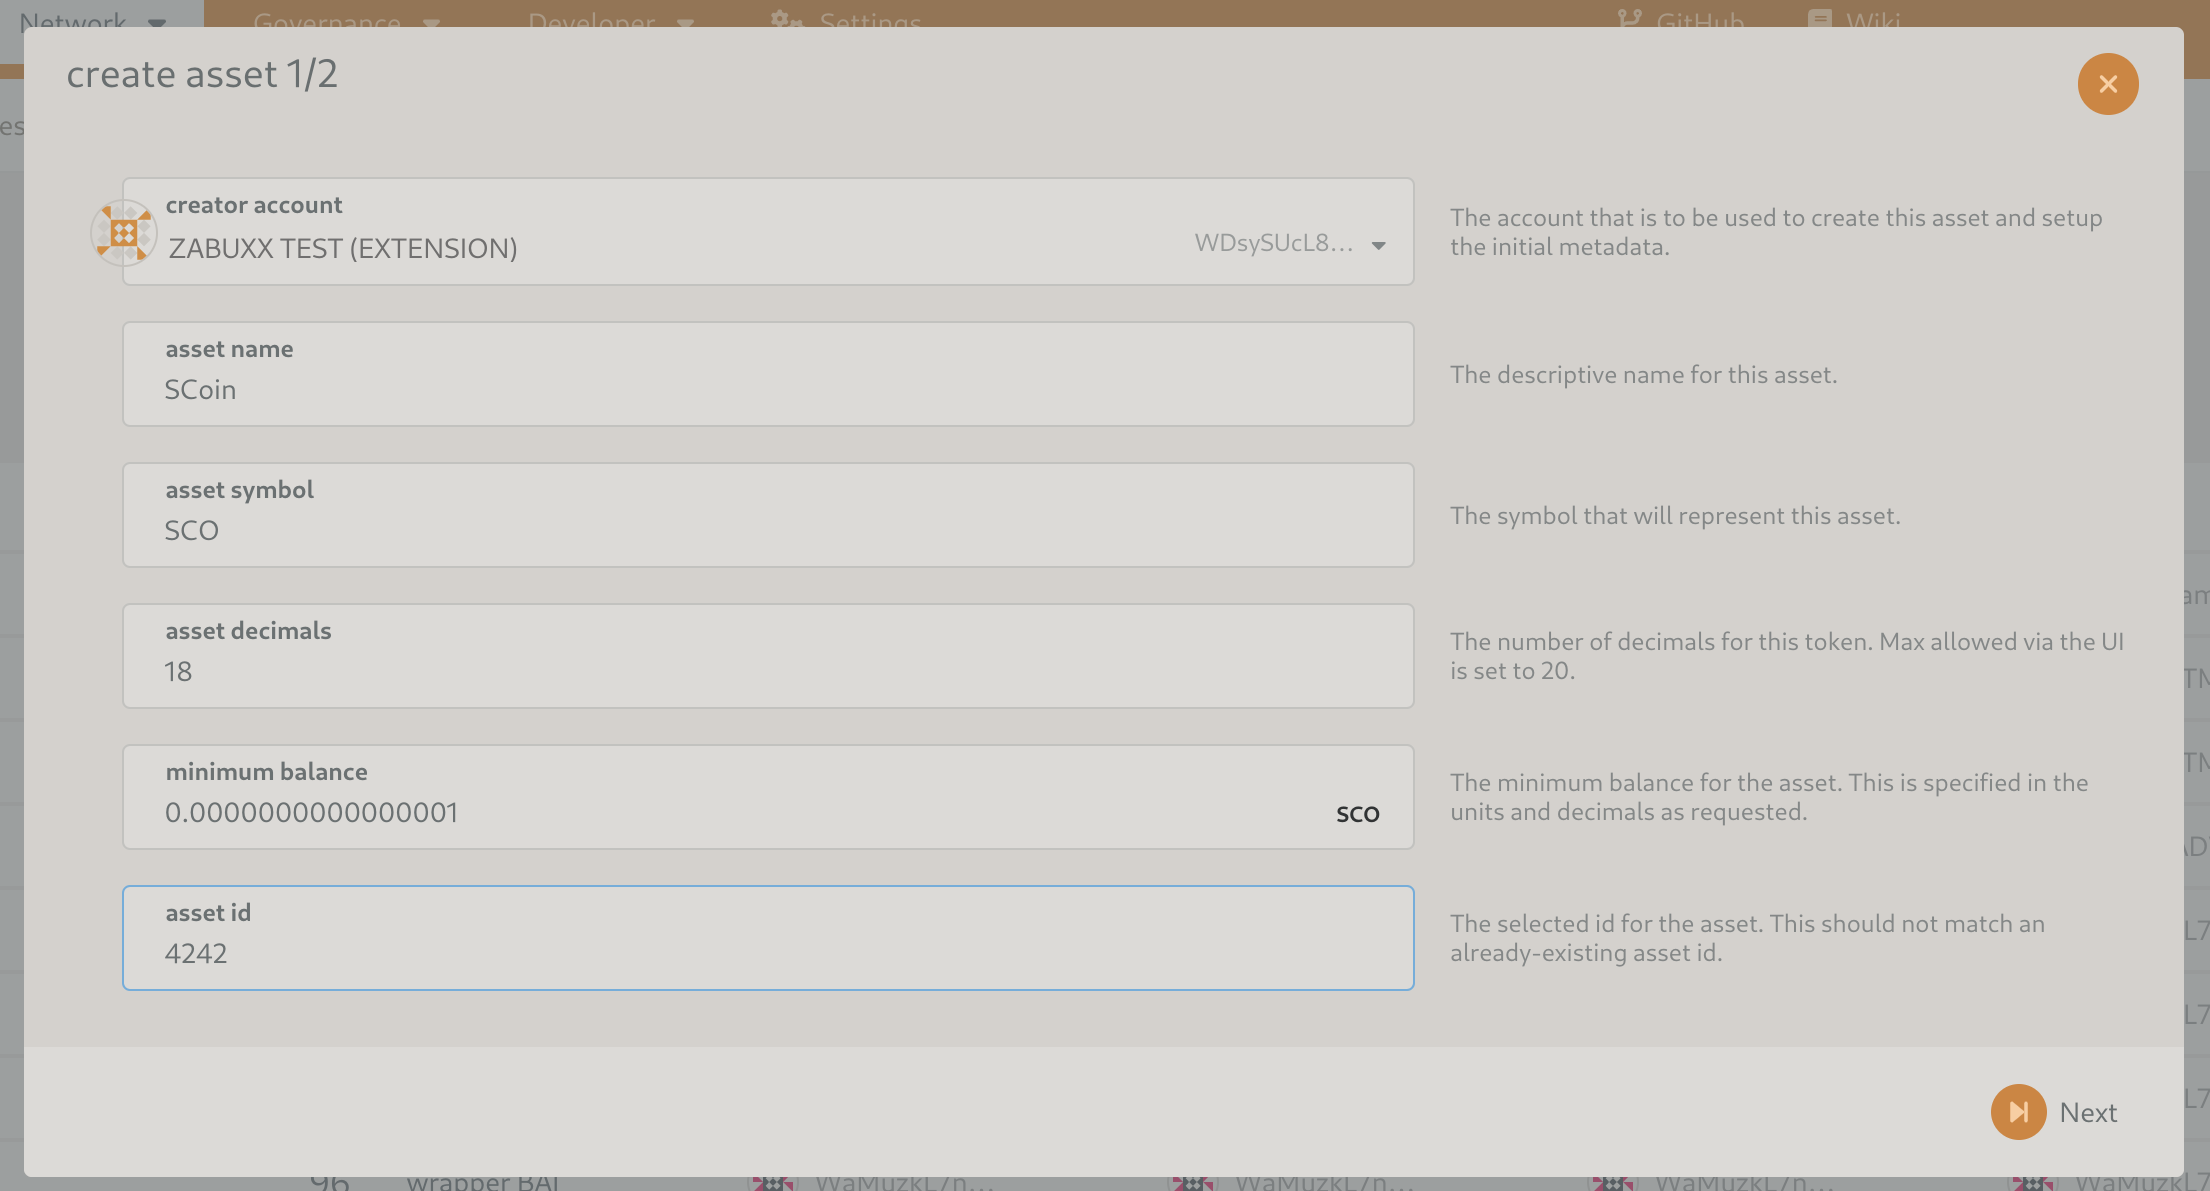 Network
Governance
Developer
Settings
GitHub
Wiki
create asset 1/2
creator account
ZABUXX TEST (EXTENSION)
WDsySUcL8...
The account that is to be used to create this asset and setup
the initial metadata.
asset name
SCoin
The descriptive name for this asset.
asset symbol
SCO
The symbol that will represent this asset.
asset decimals
18
The number of decimals for this token. Max allowed via the UI
is set to 20.
minimum balance
0.0000000000000001
SCO
The minimum balance for the asset. This is specified in the
units and decimals as requested.
asset id
4242
The selected id for the asset. This should not match an
already-existing asset id.
Next
96
wrapper BAI
WaMuzkL7n...
WaMuzkL7n...
WaMuzkL7n...
WaMuzkL7